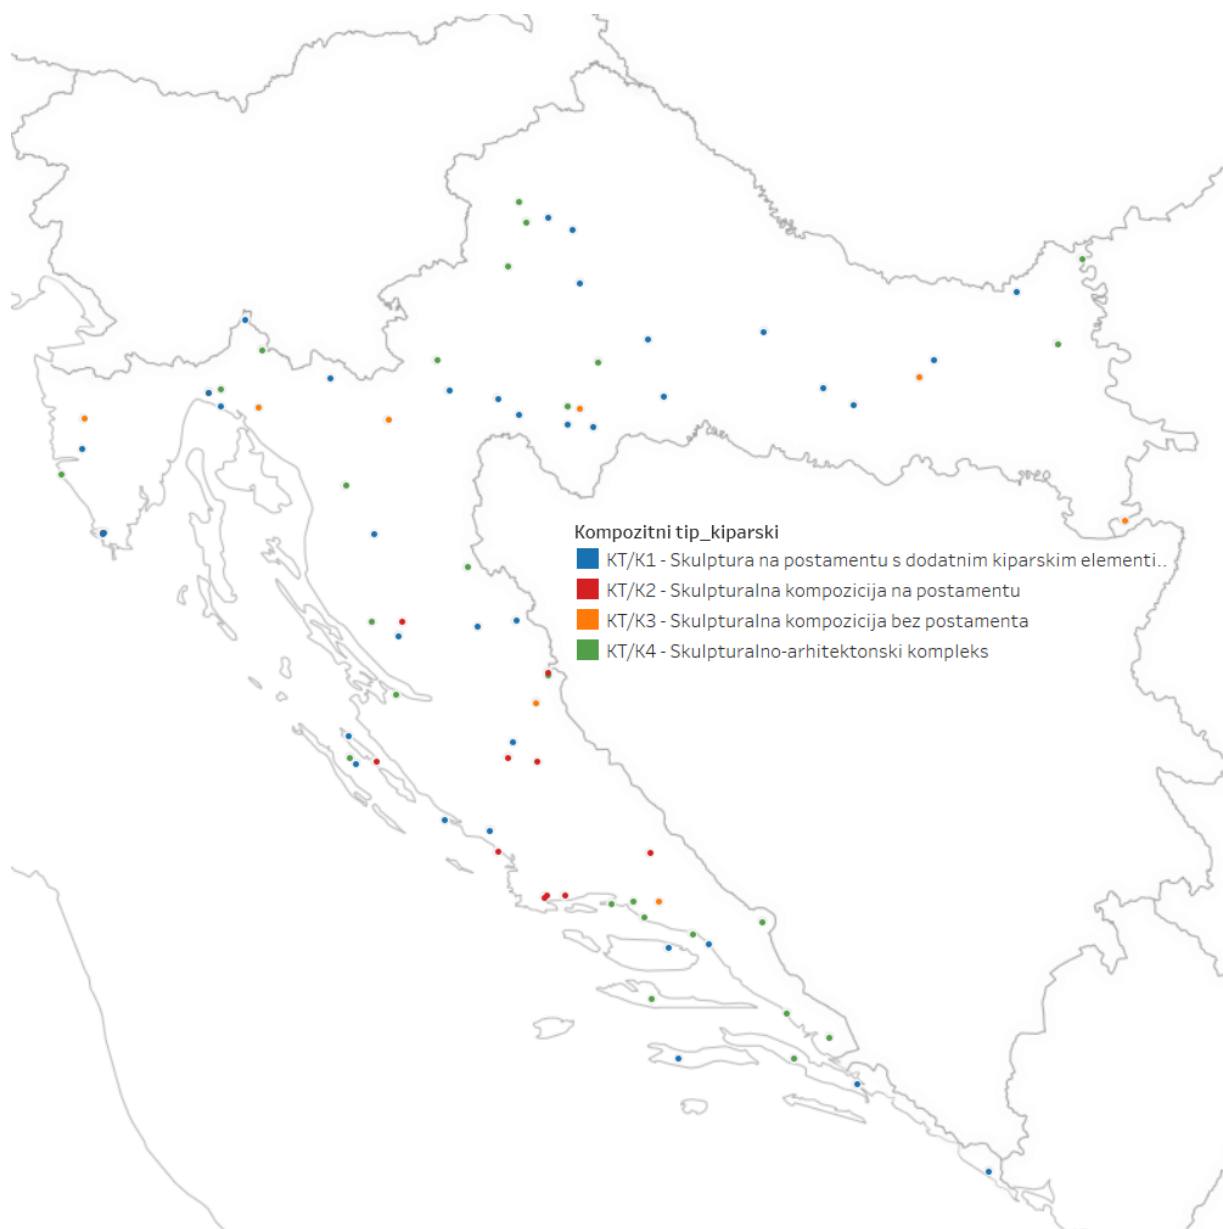 Kompozitni tip_kiparski
KT/K1 - Skulptura na postamentu s dodatnim kiparskim elementi..
KT/K2 - Skulpturalna kompozicija na postamentu
KT/K3 - Skulpturalna kompozicija bez postamenta
KT/K4 - Skulpturalno-arhitektonski kompleks